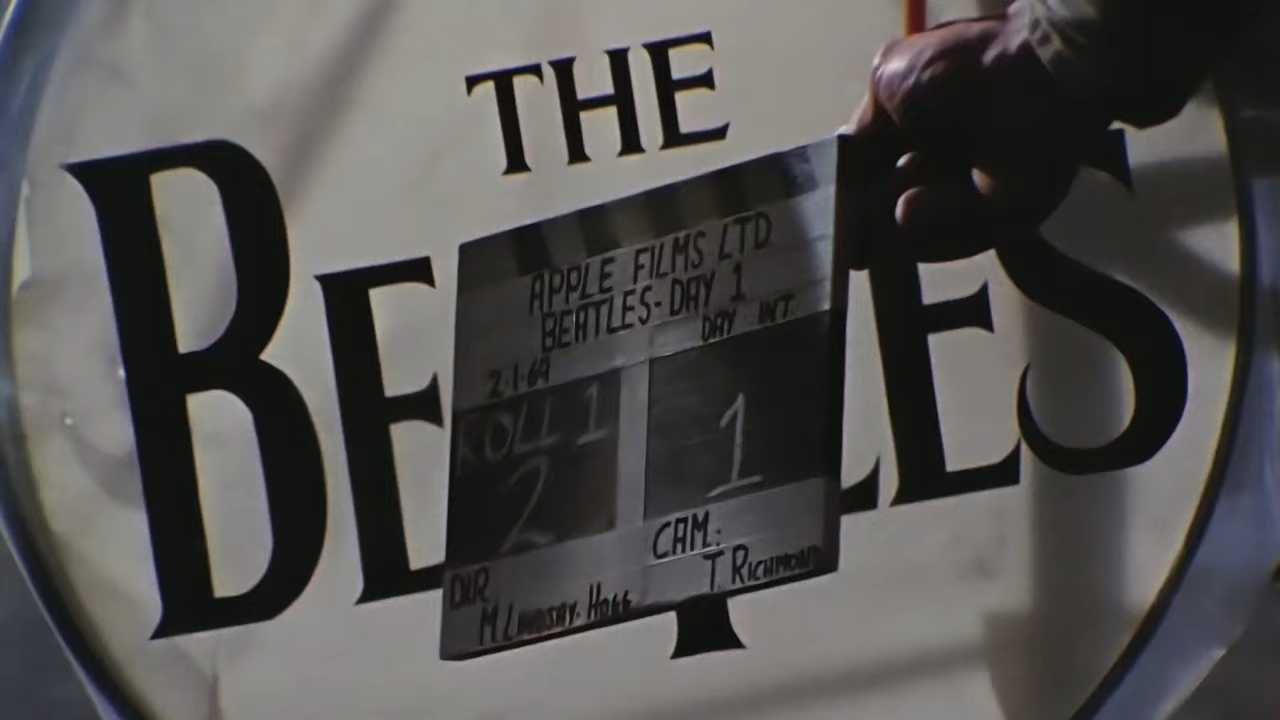 THE
BEATLES
APPLE FILMS LTD
BEATLES-DAY 1
DAY INT
2·1·69
ROLL 1
2
1
CAM:
T. RICHMOND
DIR
M. LINDSAY-HOGG